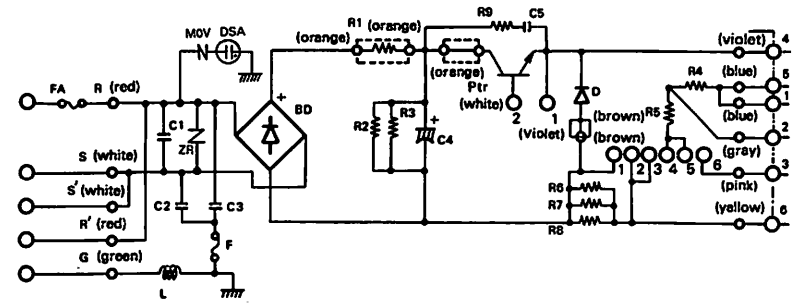 R9 C5
MOV DSA
R1 (orange)
(orange)
(violet) 4
FA R (red)
+
BD
(orange)
Ptr
(white)
2 1
(Violet)
D
(brown)
(brown)
R4 (blue) 5
(blue) 1
R5
(gray) 2
C1
ZR
R2 R3
+
C4
S (white)
S' (white)
1 2 3 4 5 6
(pink) 3
R' (red)
C2 C3
R6
R7
R8
(yellow) 6
F
G (green)
L